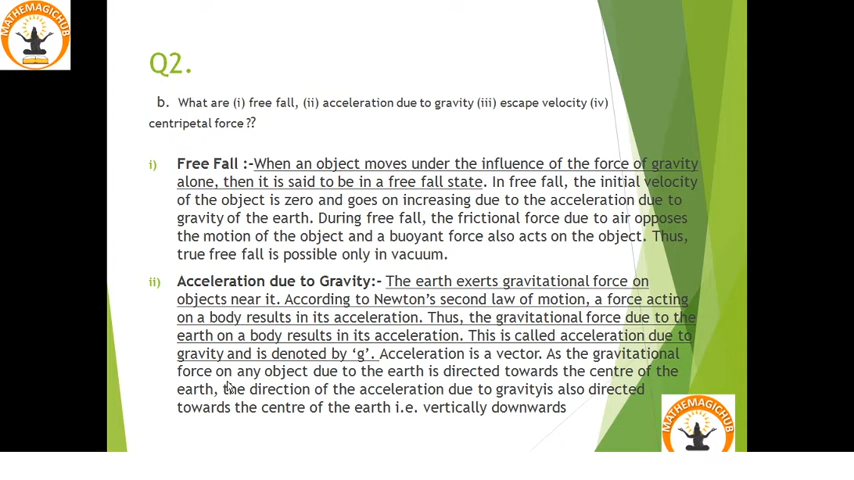 MATHEMAGICHUB
Q2.
b. What are (i) free fall, (ii) acceleration due to gravity (iii) escape velocity (iv)
centripetal force ??
i) Free Fall :-When an object moves under the influence of the force of gravity
alone, then it is said to be in a free fall state. In free fall, the initial velocity
of the object is zero and goes on increasing due to the acceleration due to
gravity of the earth. During free fall, the frictional force due to air opposes
the motion of the object and a buoyant force also acts on the object. Thus,
true free fall is possible only in vacuum.
ii) Acceleration due to Gravity:- The earth exerts gravitational force on
objects near it. According to Newton's second law of motion, a force acting
on a body results in its acceleration. Thus, the gravitational force due to the
earth on a body results in its acceleration. This is called acceleration due to
gravity and is denoted by 'g'. Acceleration is a vector. As the gravitational
force on any object due to the earth is directed towards the centre of the
earth, the direction of the acceleration due to gravityis also directed
towards the centre of the earth i.e. vertically downwards
MATHEMAGICHUB